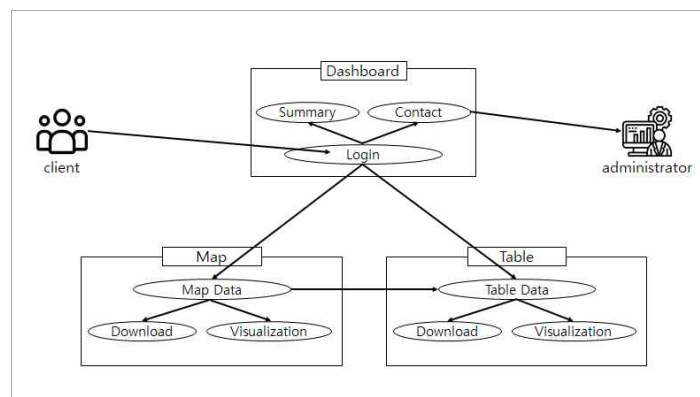 Dashboard
Summary
Contact
Login
client
administrator
Map
Table
Map Data
Table Data
Download
Visualization
Download
Visualization